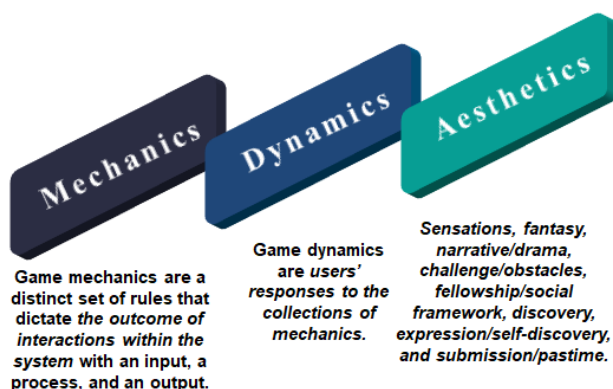 Mechanics
Dynamics
Aesthetics
Game mechanics are a
distinct set of rules that
dictate the outcome of
interactions within the
system with an input, a
process, and an output.
Game dynamics
are users'
responses to the
collections of
mechanics.
Sensations, fantasy,
narrative/drama,
challenge/obstacles,
fellowship/social
framework, discovery,
expression/self-discovery,
and submission/pastime.